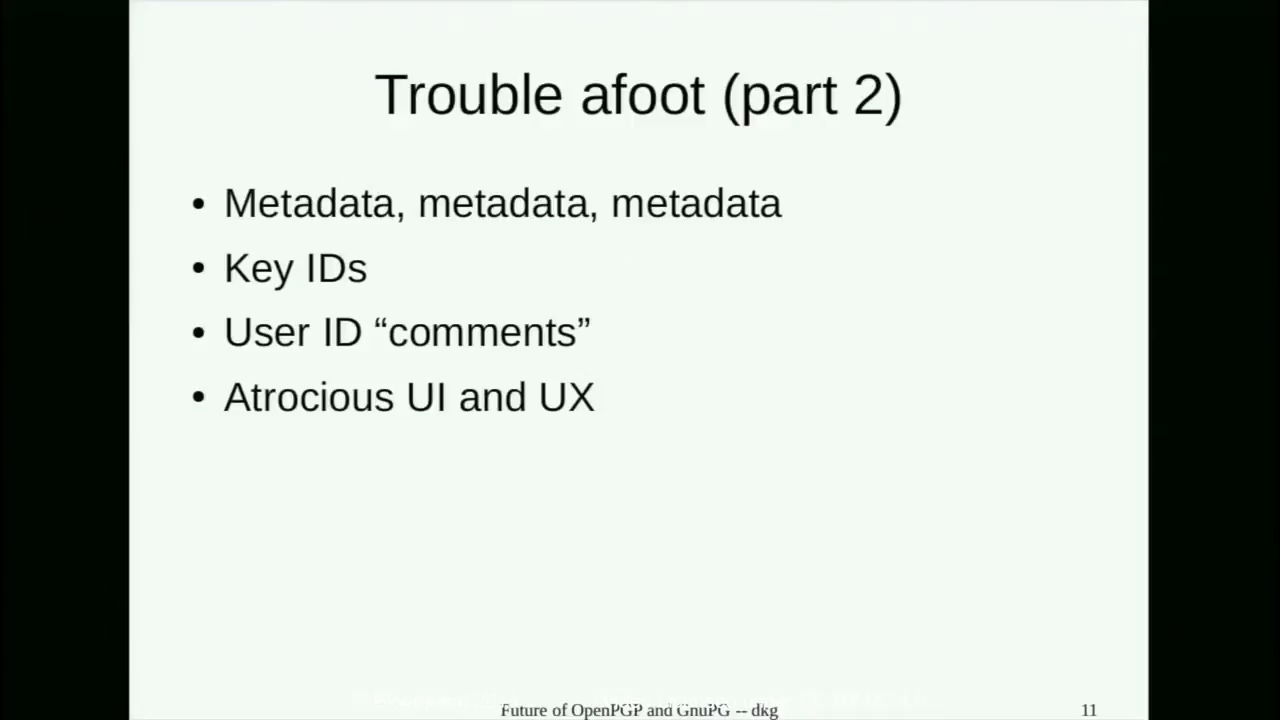 Trouble afoot (part 2)
• Metadata, metadata, metadata
• Key IDs
• User ID “comments”
• Atrocious UI and UX
Future of OpenPGP and GnuPG -- dkg
11